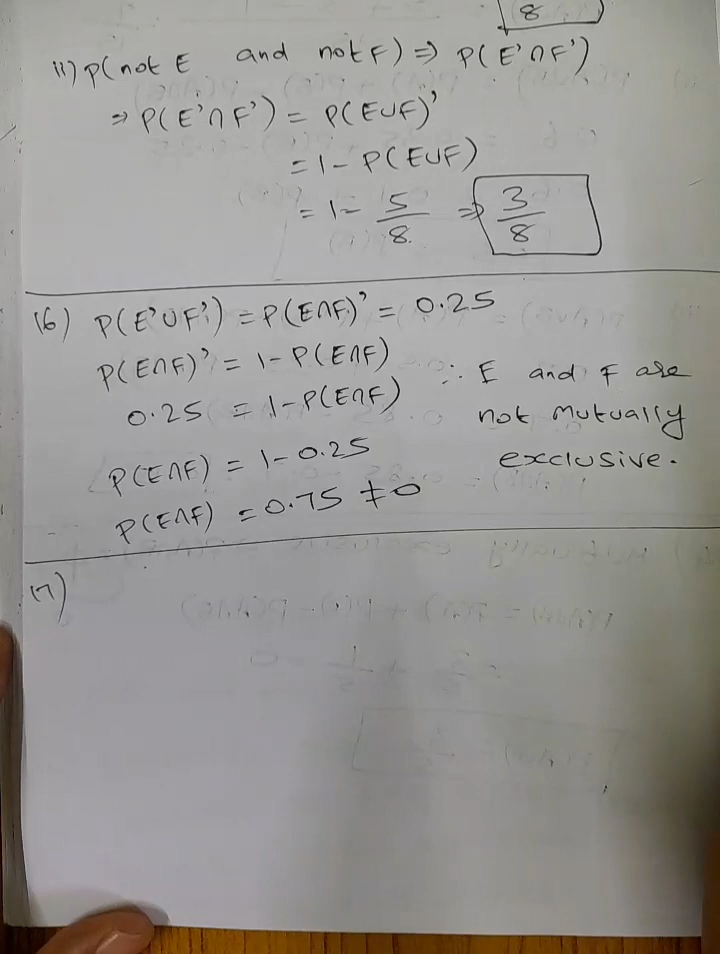 8
ii) P(not E and not F) ⇒ P(E'∩F')
⇒ P(E'∩F') = P(E∪F)'
= 1 - P(E∪F)
= 1 - 5/8 ⇒ 3/8
16) P(E'∪F') = P(E∩F)' = 0.25
P(E∩F)' = 1 - P(E∩F)
0.25 = 1 - P(E∩F)
P(E∩F) = 1 - 0.25
P(E∩F) = 0.75 ≠ 0
∴ E and F are
not mutually
exclusive.
17)